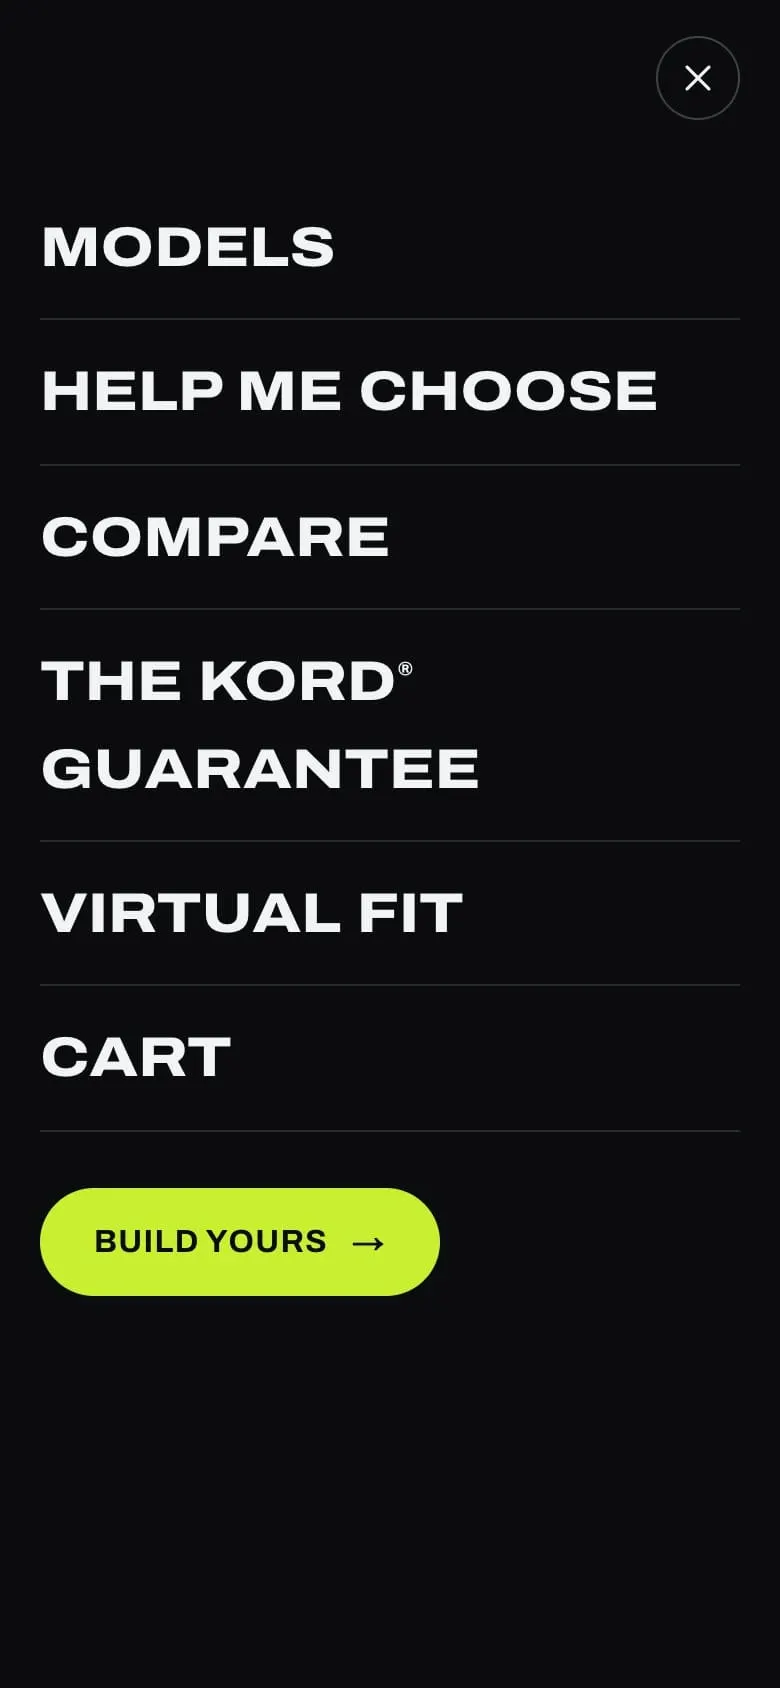 MODELS
HELP ME CHOOSE
COMPARE
THE KORD®
GUARANTEE
VIRTUAL FIT
CART
BUILD YOURS →